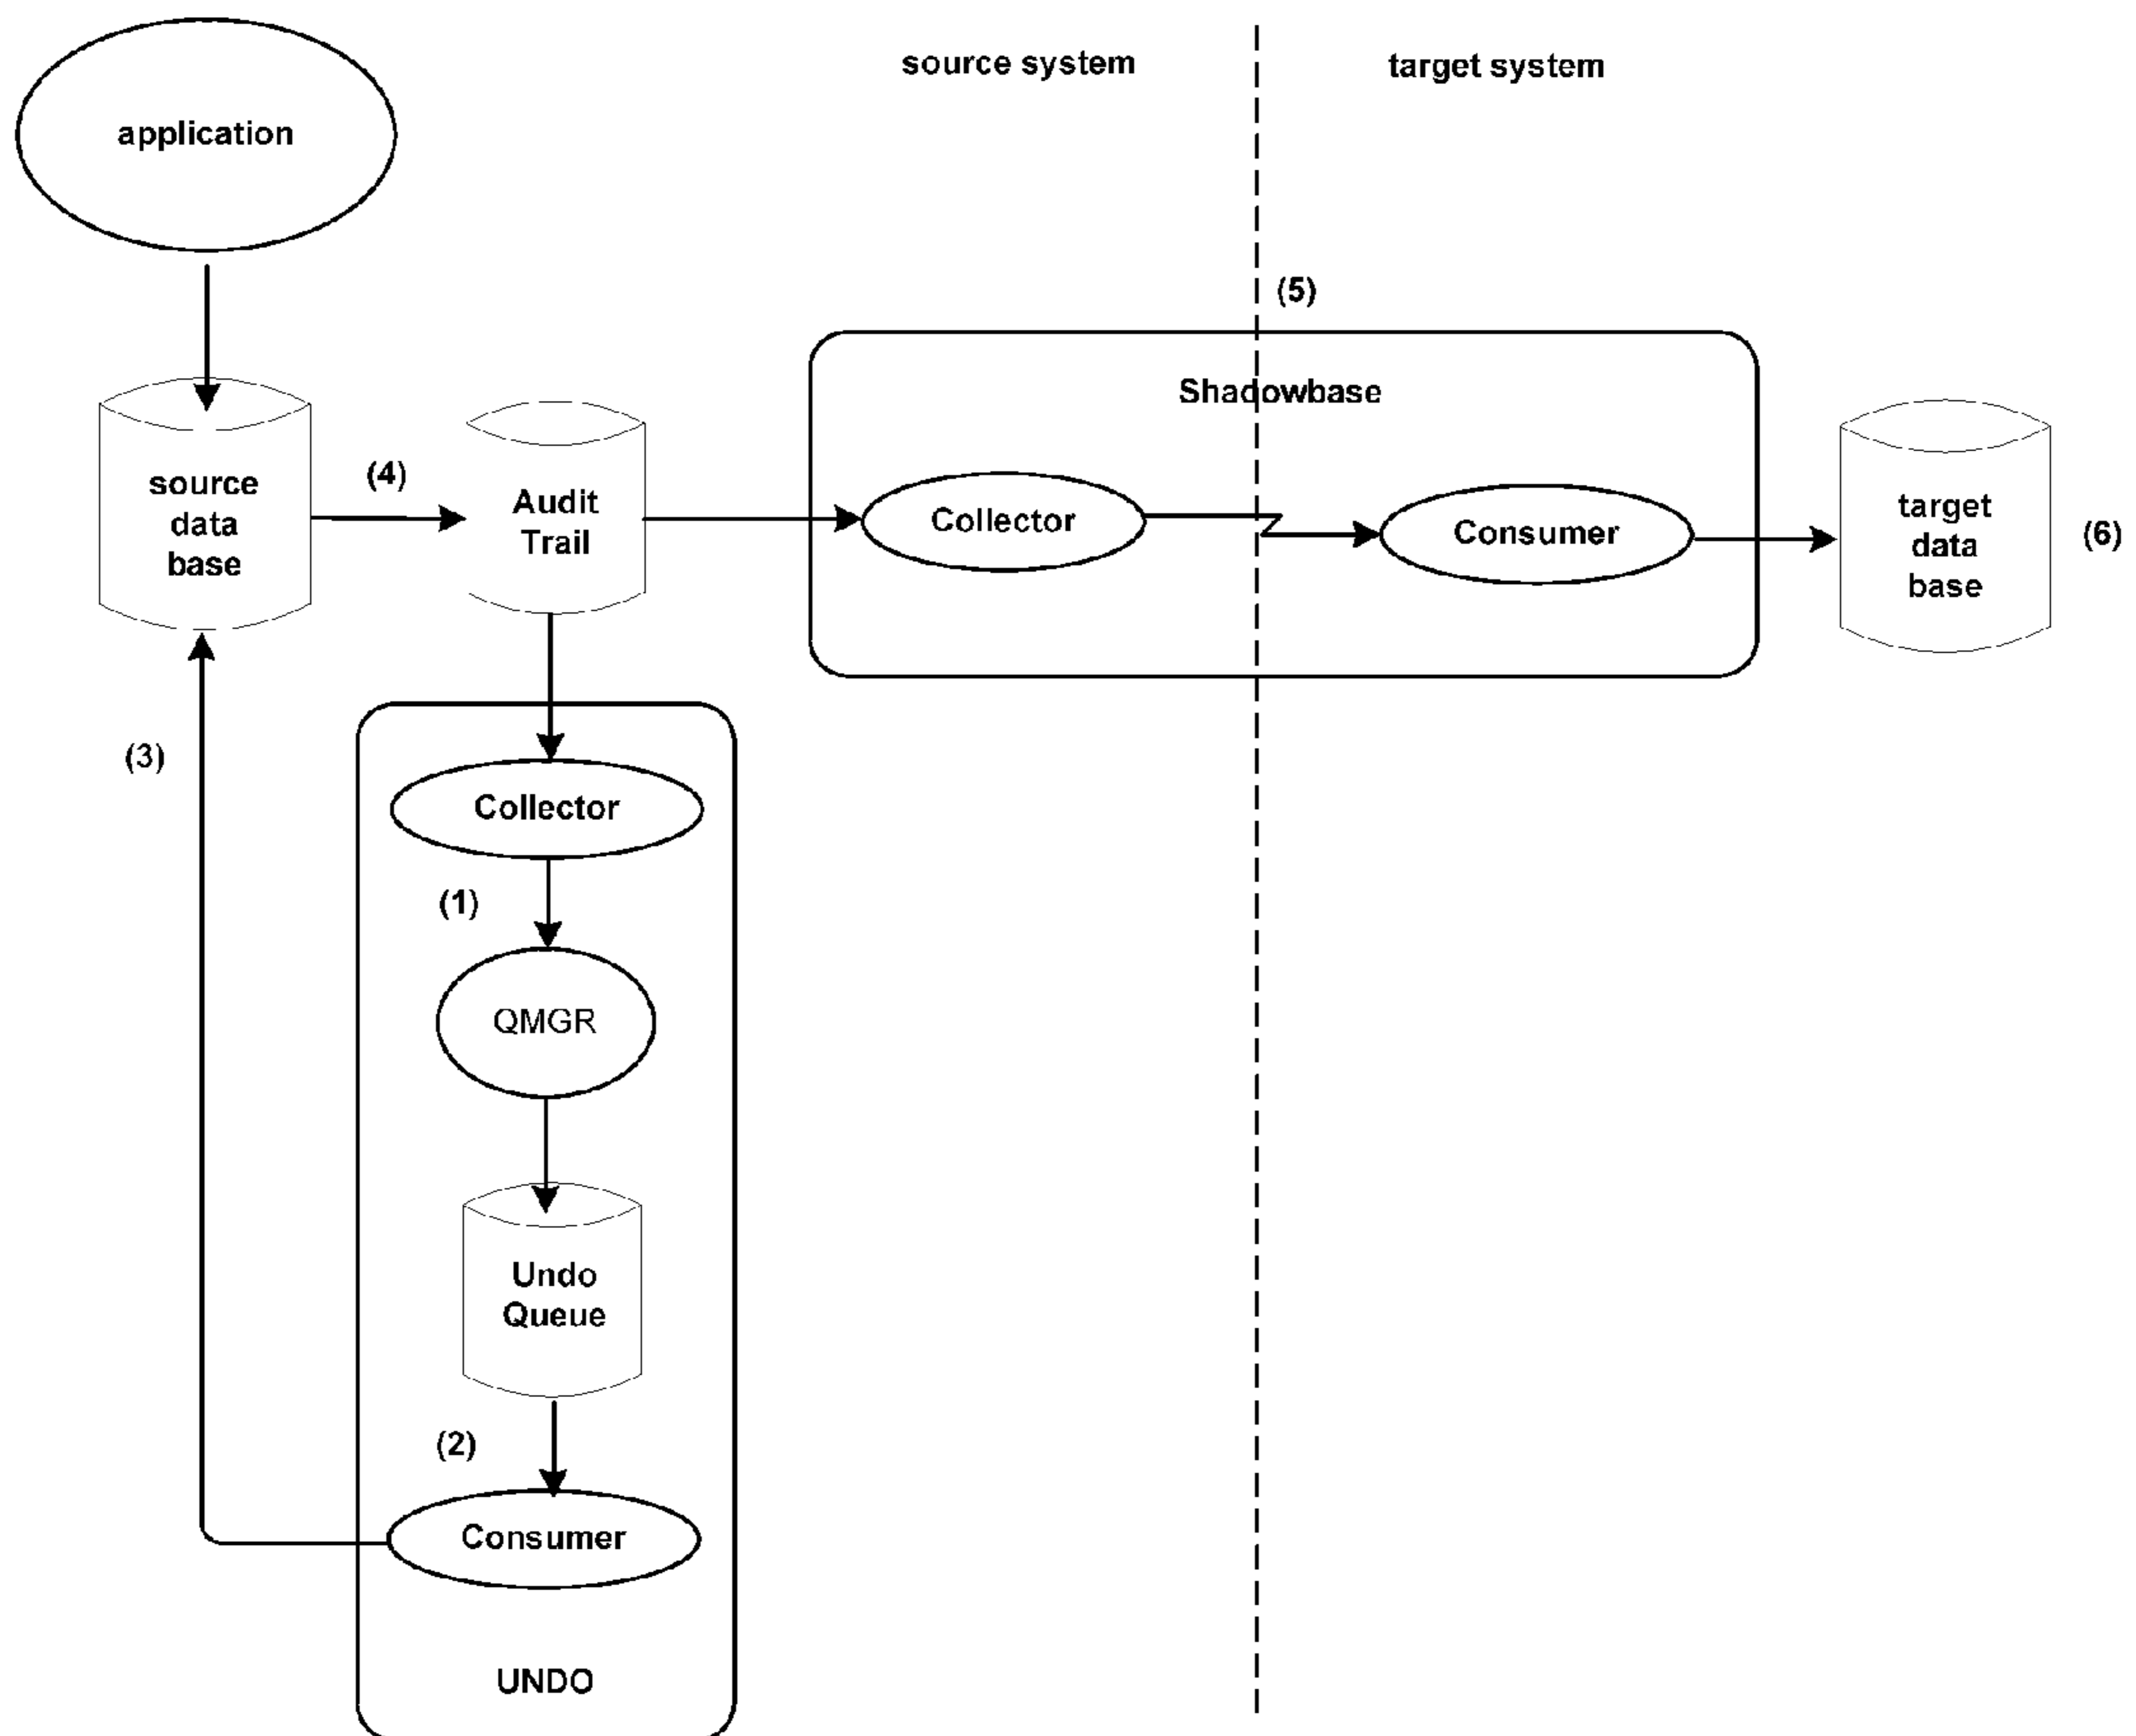 source system
target system
application
(5)
Shadowbase
source
data
base
(4)
Audit
Trail
Collector
Consumer
target
data
base
(6)
(3)
Collector
(1)
QMGR
Undo
Queue
(2)
Consumer
UNDO